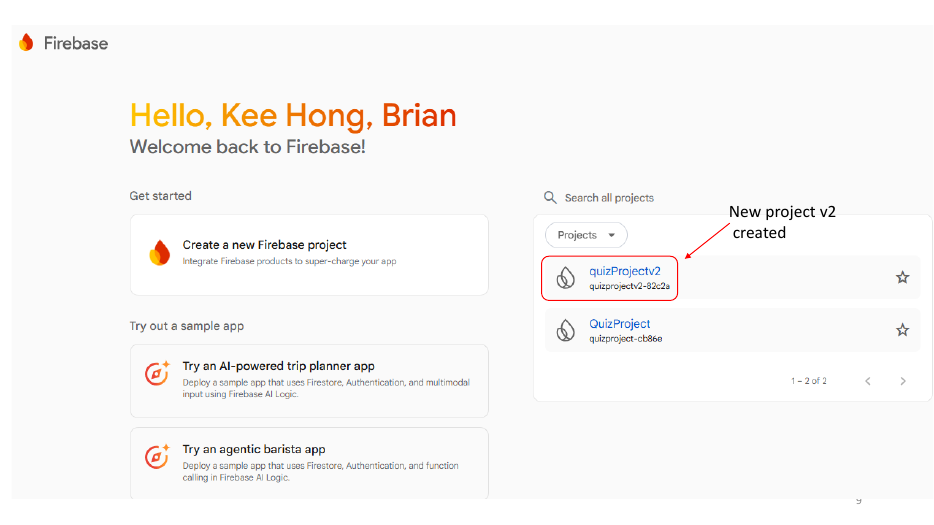 Firebase
Hello, Kee Hong, Brian
Welcome back to Firebase!
Get started
Create a new Firebase project
Integrate Firebase products to super-charge your app
Try out a sample app
Try an AI-powered trip planner app
Deploy a sample app that uses Firestore, Authentication, and multimodal
input using Firebase AI Logic.
Try an agentic barista app
Deploy a sample app that uses Firestore, Authentication, and function
calling in Firebase AI Logic.
Search all projects
New project v2
created
Projects
quizProjectv2
quizprojectv2-82c2a
QuizProject
quizproject-cb86e
1 – 2 of 2
9